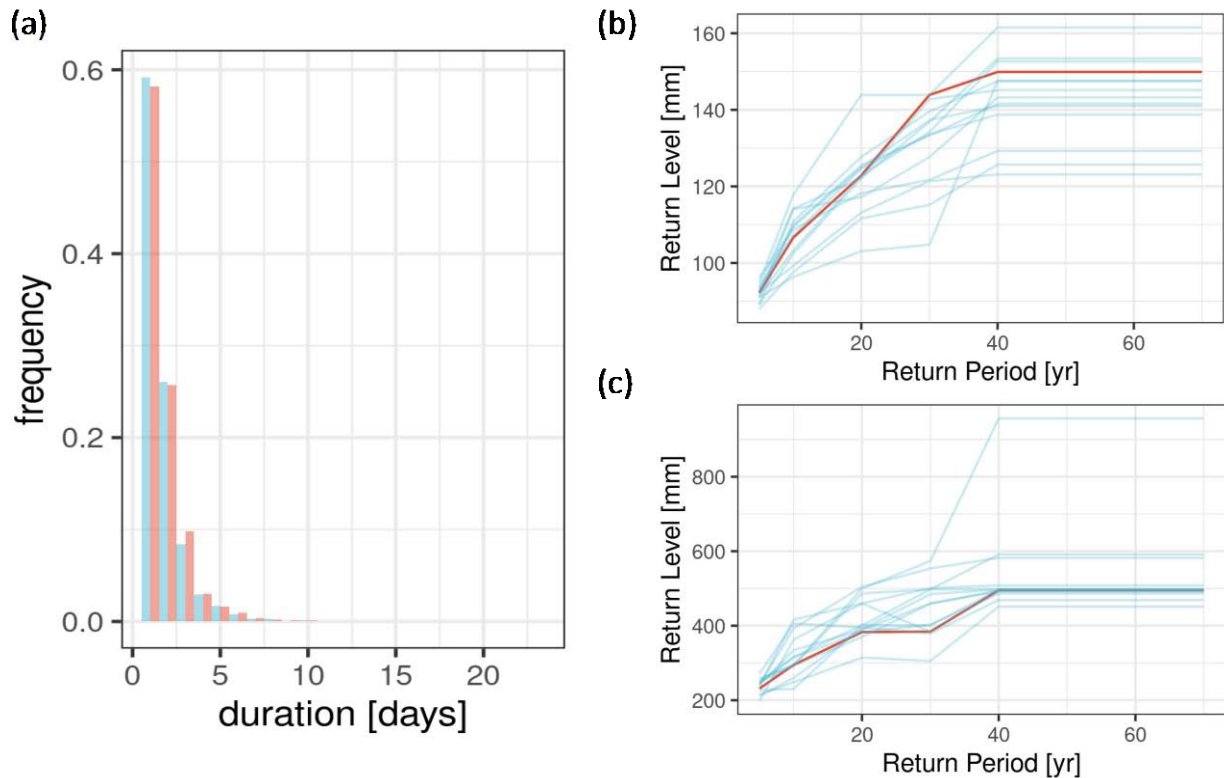 (a)
0.6
0.4
0.2
0.0
frequency
0 5 10 15 20
duration [days]
(b)
160
140
120
100
Return Level [mm]
20 40 60
Return Period [yr]
(c)
800
600
400
200
Return Level [mm]
20 40 60
Return Period [yr]